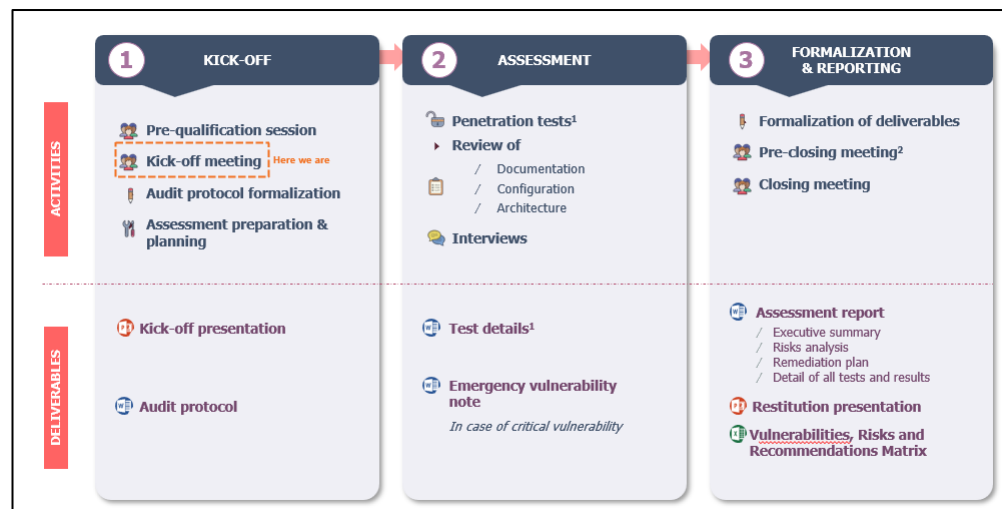 1
KICK-OFF
2
ASSESSMENT
3
FORMALIZATION
& REPORTING
ACTIVITIES
Pre-qualification session
Kick-off meeting
Here we are
Audit protocol formalization
Assessment preparation &
planning
Penetration tests¹
Review of
/ Documentation
/ Configuration
/ Architecture
Interviews
Formalization of deliverables
Pre-closing meeting²
Closing meeting
DELIVERABLES
Kick-off presentation
Audit protocol
Test details¹
Emergency vulnerability
note
In case of critical vulnerability
Assessment report
/ Executive summary
/ Risks analysis
/ Remediation plan
/ Detail of all tests and results
Restitution presentation
Vulnerabilities, Risks and
Recommendations Matrix